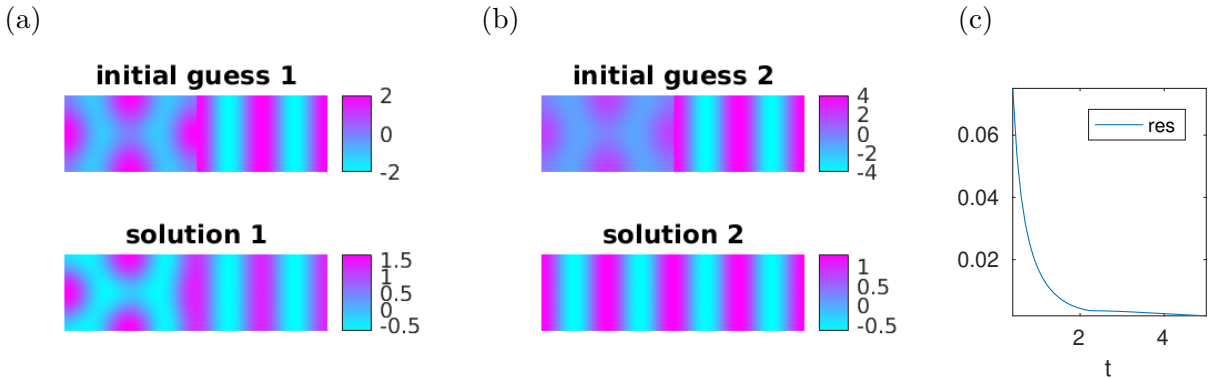 (a)
initial guess 1
2
0
-2
solution 1
1.5
1
0.5
0
-0.5
(b)
initial guess 2
4
2
0
-2
-4
solution 2
1
0.5
0
-0.5
(c)
res
0.06
0.04
0.02
2 4
t